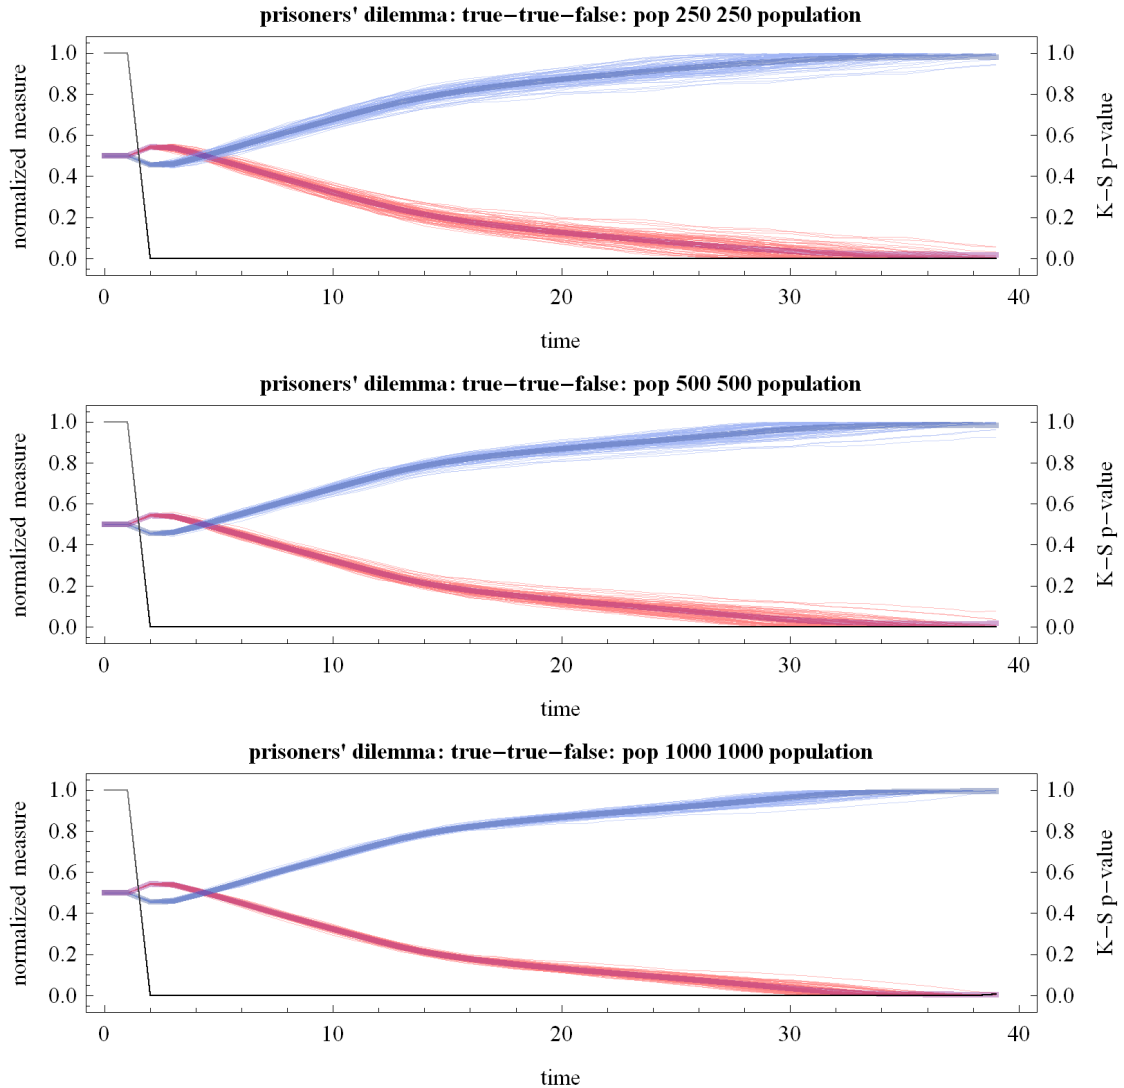 prisoners' dilemma: true−true−false: pop 250 250 population
normalized measure
1.0
0.8
0.6
0.4
0.2
0.0
1.0
0.8
0.6
0.4
0.2
0.0
K−S p−value
0 10 20 30 40
time
prisoners' dilemma: true−true−false: pop 500 500 population
normalized measure
1.0
0.8
0.6
0.4
0.2
0.0
1.0
0.8
0.6
0.4
0.2
0.0
K−S p−value
0 10 20 30 40
time
prisoners' dilemma: true−true−false: pop 1000 1000 population
normalized measure
1.0
0.8
0.6
0.4
0.2
0.0
1.0
0.8
0.6
0.4
0.2
0.0
K−S p−value
0 10 20 30 40
time